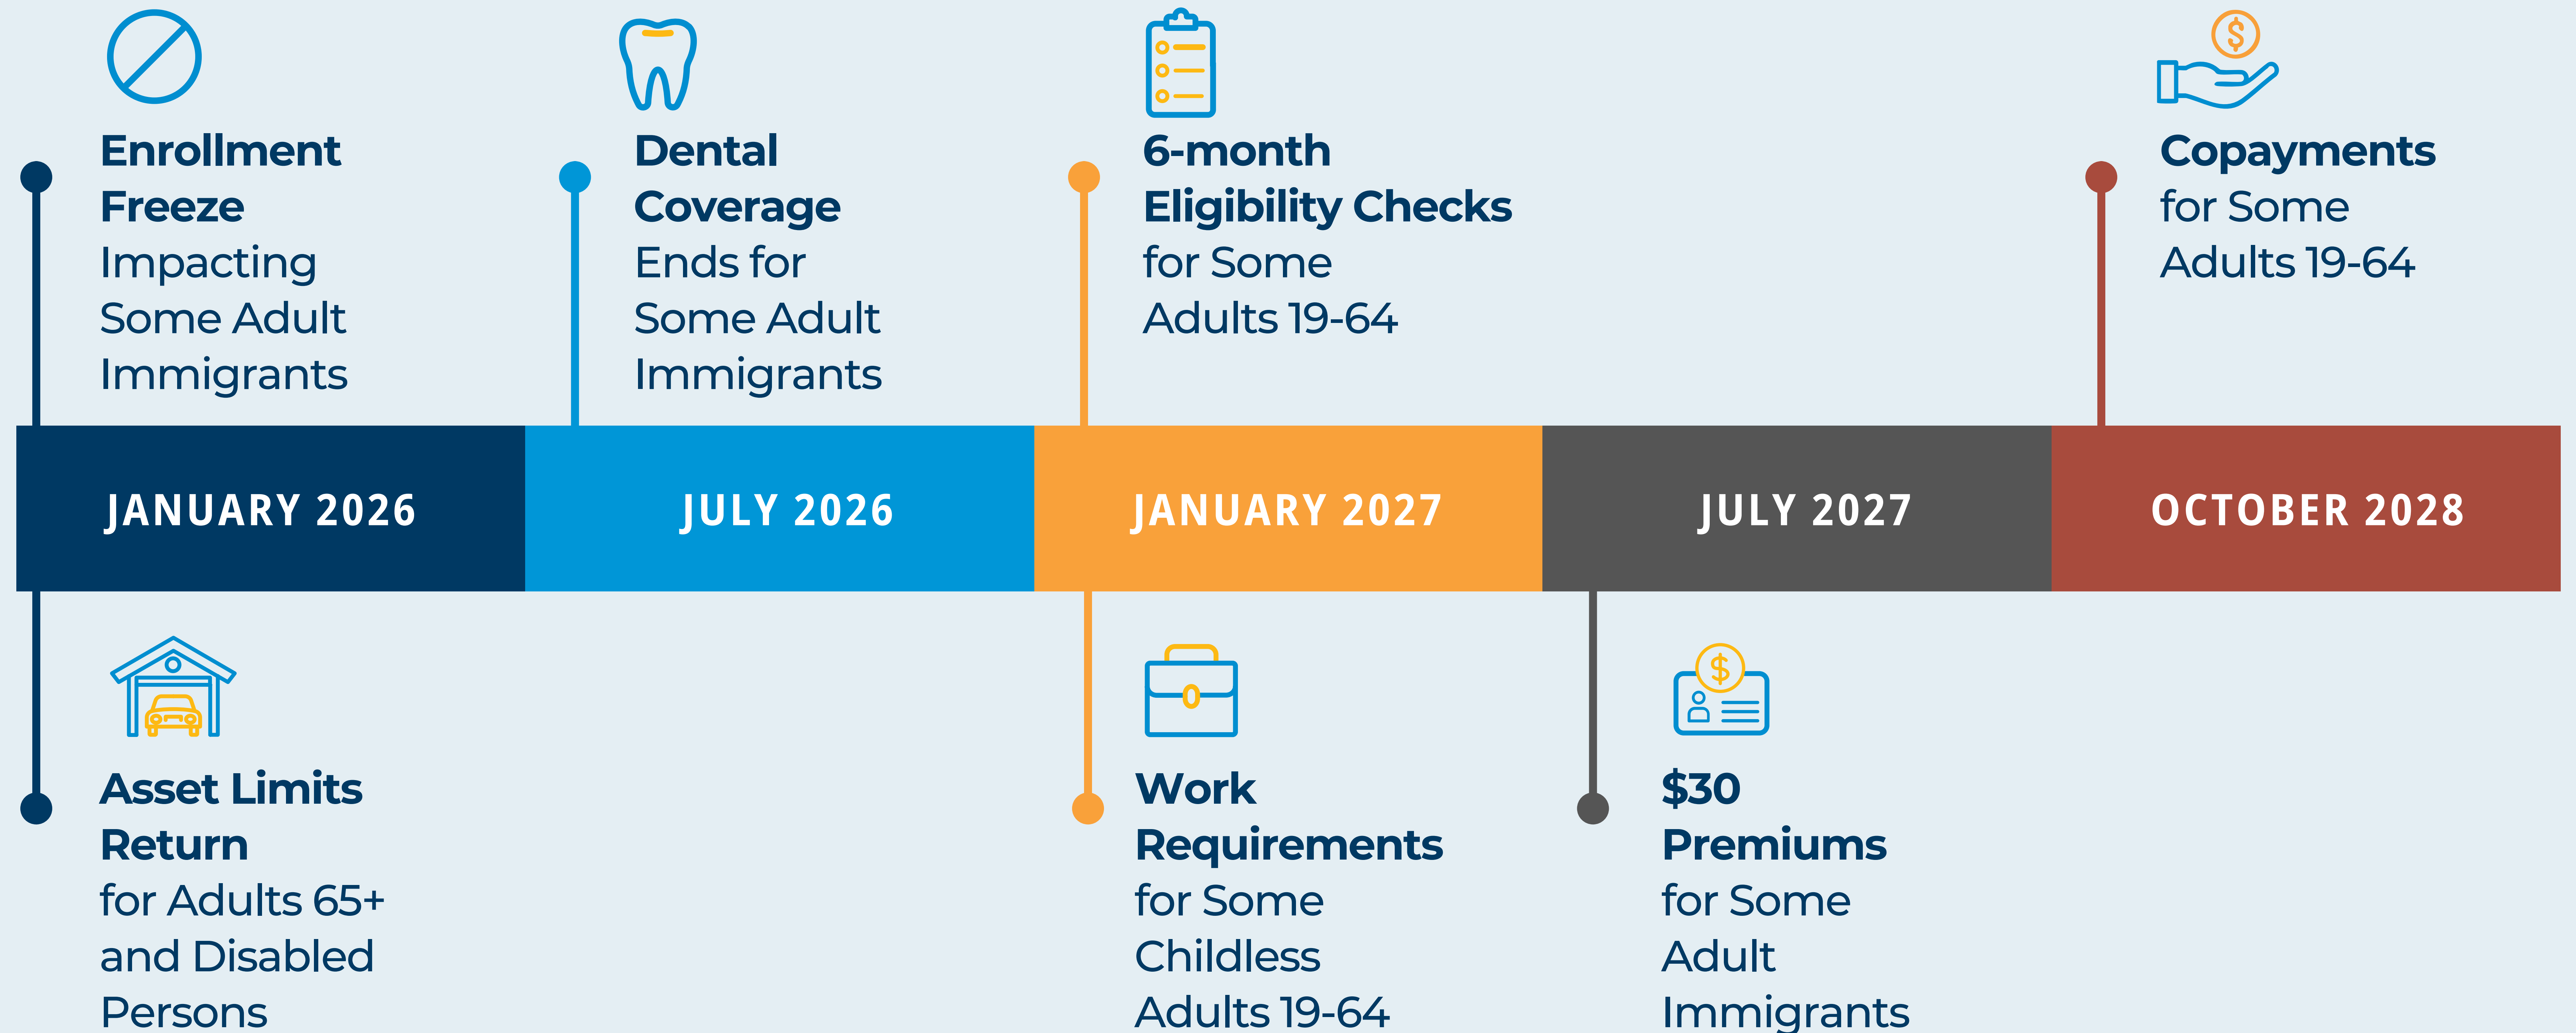 Enrollment
Freeze
Impacting
Some Adult
Immigrants
Dental
Coverage
Ends for
Some Adult
Immigrants
6-month
Eligibility Checks
for Some
Adults 19-64
Copayments
for Some
Adults 19-64
JANUARY 2026
JULY 2026
JANUARY 2027
JULY 2027
OCTOBER 2028
Asset Limits
Return
for Adults 65+
and Disabled
Persons
Work
Requirements
for Some
Childless
Adults 19-64
$30
Premiums
for Some
Adult
Immigrants